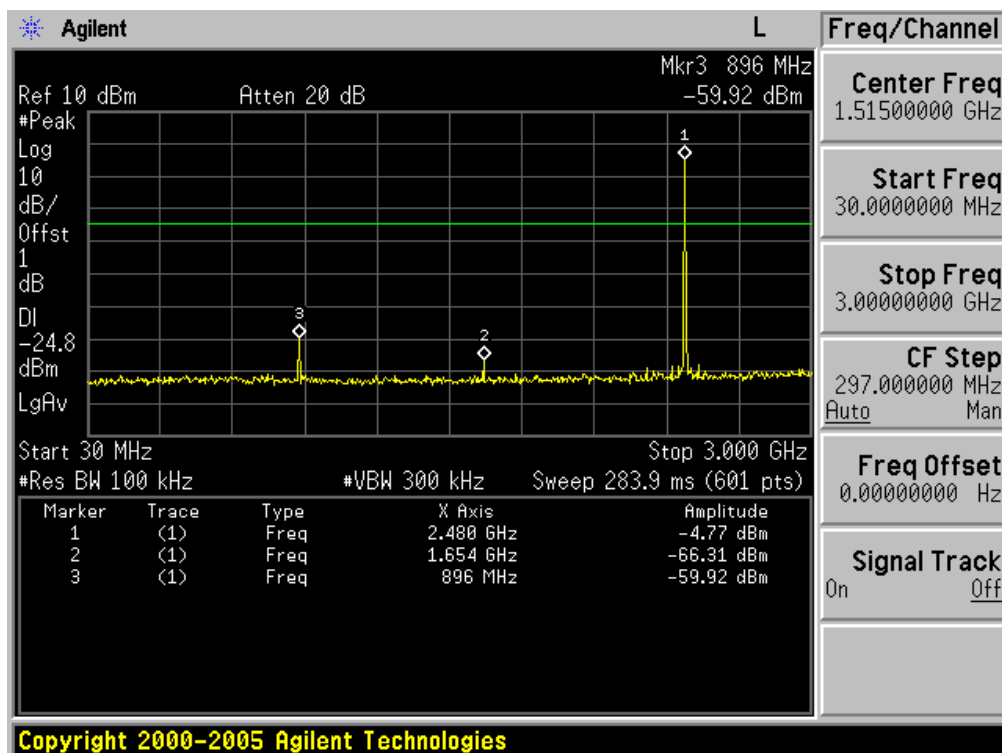 Agilent
L
Freq/Channel
Mkr3 896 MHz
Ref 10 dBm Atten 20 dB -59.92 dBm
#Peak
Log
10
dB/
Offst
1
dB
DI
-24.8
dBm
LgAv
1
3
2
Start 30 MHz Stop 3.000 GHz
#Res BW 100 kHz #VBW 300 kHz Sweep 283.9 ms (601 pts)
Marker Trace Type X Axis Amplitude
1 (1) Freq 2.480 GHz -4.77 dBm
2 (1) Freq 1.654 GHz -66.31 dBm
3 (1) Freq 896 MHz -59.92 dBm
Center Freq
1.51500000 GHz
Start Freq
30.0000000 MHz
Stop Freq
3.00000000 GHz
CF Step
297.000000 MHz
Auto Man
Freq Offset
0.00000000 Hz
Signal Track
On Off
Copyright 2000-2005 Agilent Technologies